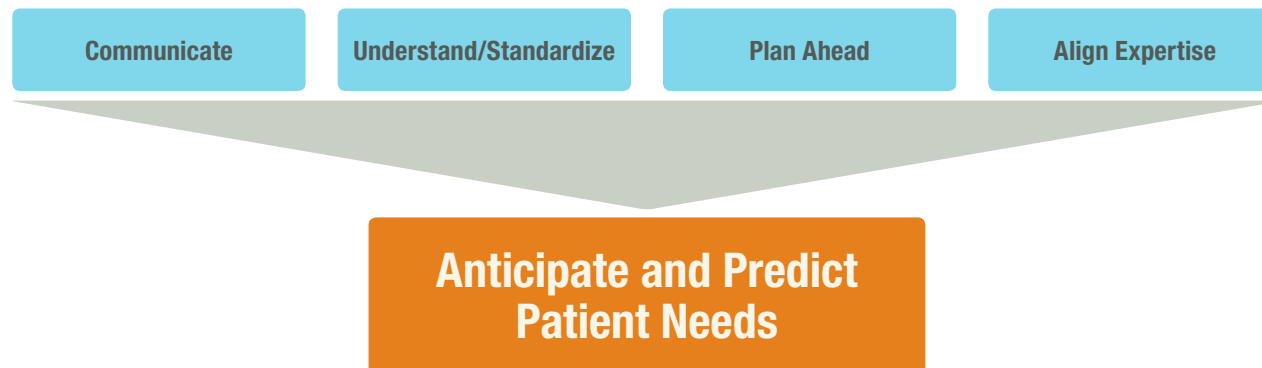 Communicate
Understand/Standardize
Plan Ahead
Align Expertise
Anticipate and Predict
Patient Needs